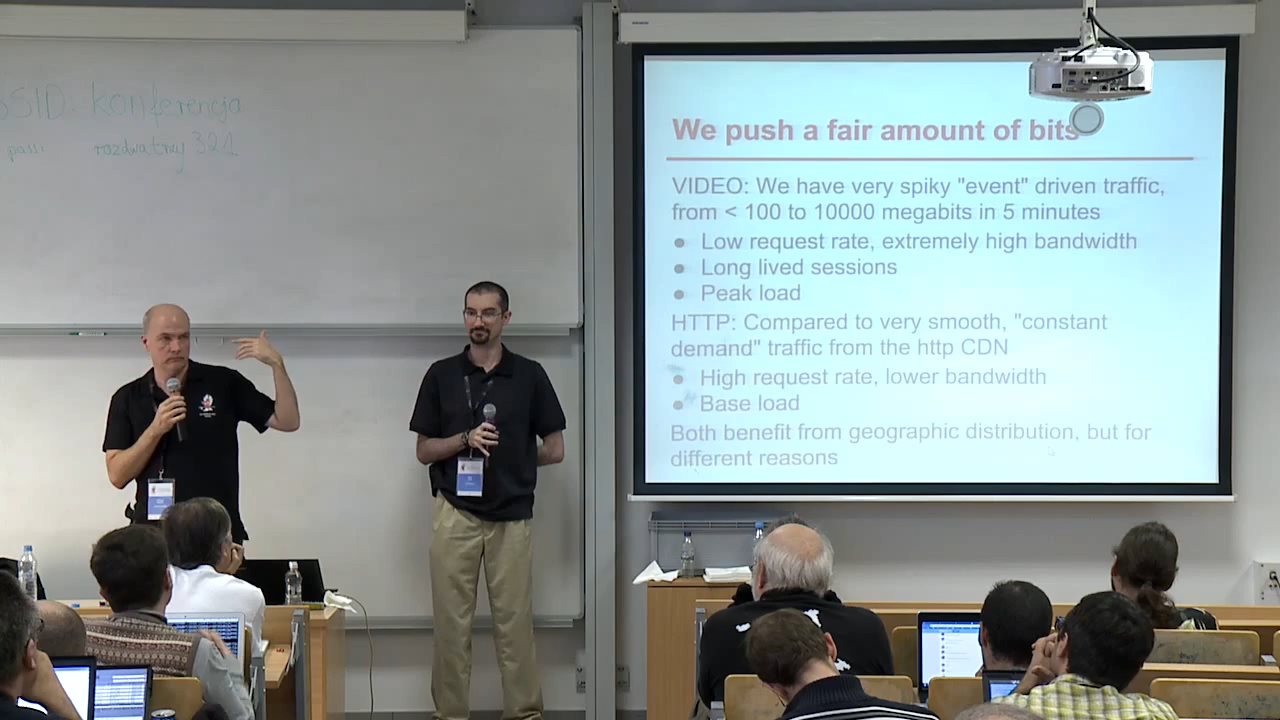 SSID: konferencja
pass: razdwatrzy321
We push a fair amount of bits
VIDEO: We have very spiky "event" driven traffic,
from < 100 to 10000 megabits in 5 minutes
● Low request rate, extremely high bandwidth
● Long lived sessions
● Peak load
HTTP: Compared to very smooth, "constant
demand" traffic from the http CDN
● High request rate, lower bandwidth
● Base load
Both benefit from geographic distribution, but for
different reasons